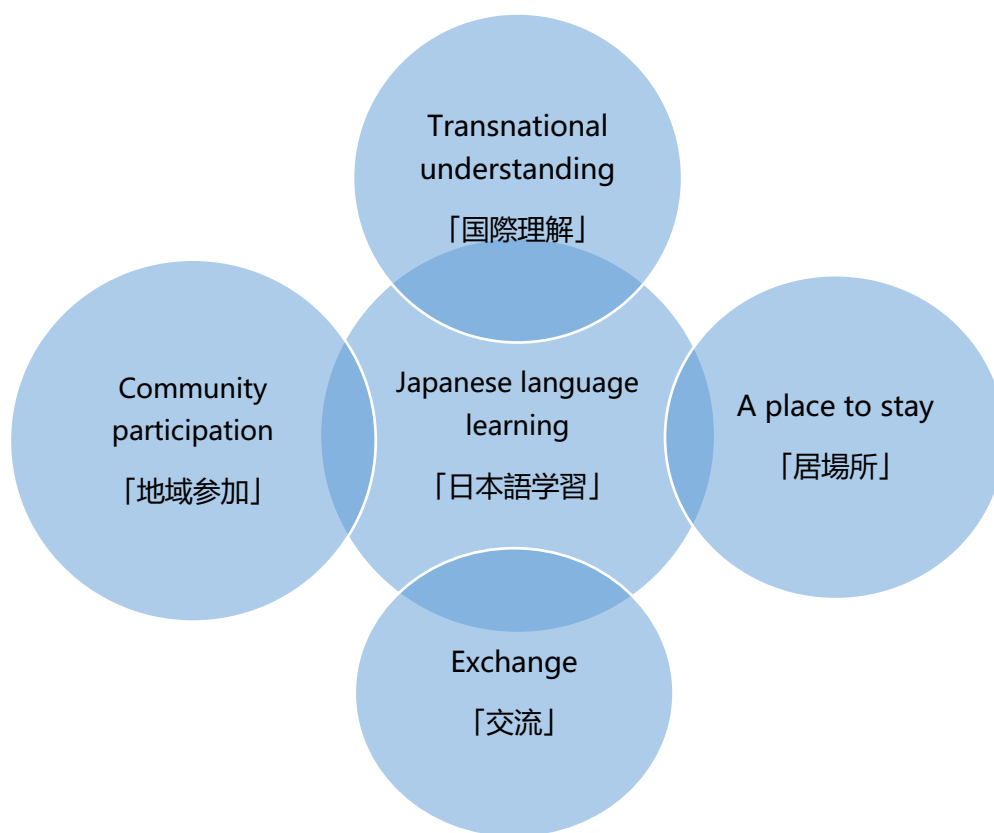 Transnational
understanding
「国際理解」
Community
participation
「地域参加」
Japanese language
learning
「日本語学習」
A place to stay
「居場所」
Exchange
「交流」